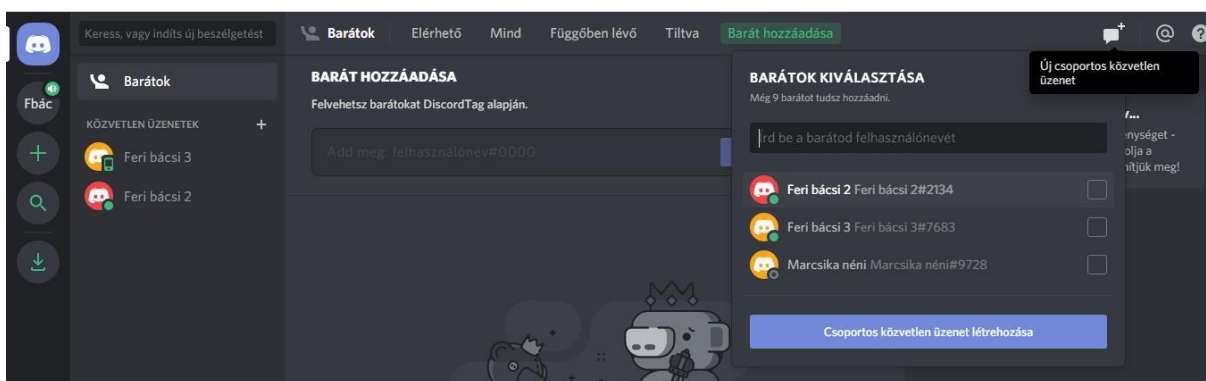 Keress, vagy indíts új beszélgetést
Barátok
Elérhető
Mind
Függőben lévő
Tiltva
Barát hozzáadása
Új csoportos közvetlen
üzenet
Fbác
Barátok
KÖZVETLEN ÜZENETEK
Feri bácsi 3
Feri bácsi 2
BARÁT HOZZÁADÁSA
Felvehetsz barátokat DiscordTag alapján.
Add meg: felhasználónév#0000
BARÁTOK KIVÁLASZTÁSA
Még 9 barátot tudsz hozzáadni.
Írd be a barátod felhasználónevét
Feri bácsi 2 Feri bácsi 2#2134
Feri bácsi 3 Feri bácsi 3#7683
Marcsika néni Marcsika néni#9728
Csoportos közvetlen üzenet létrehozása